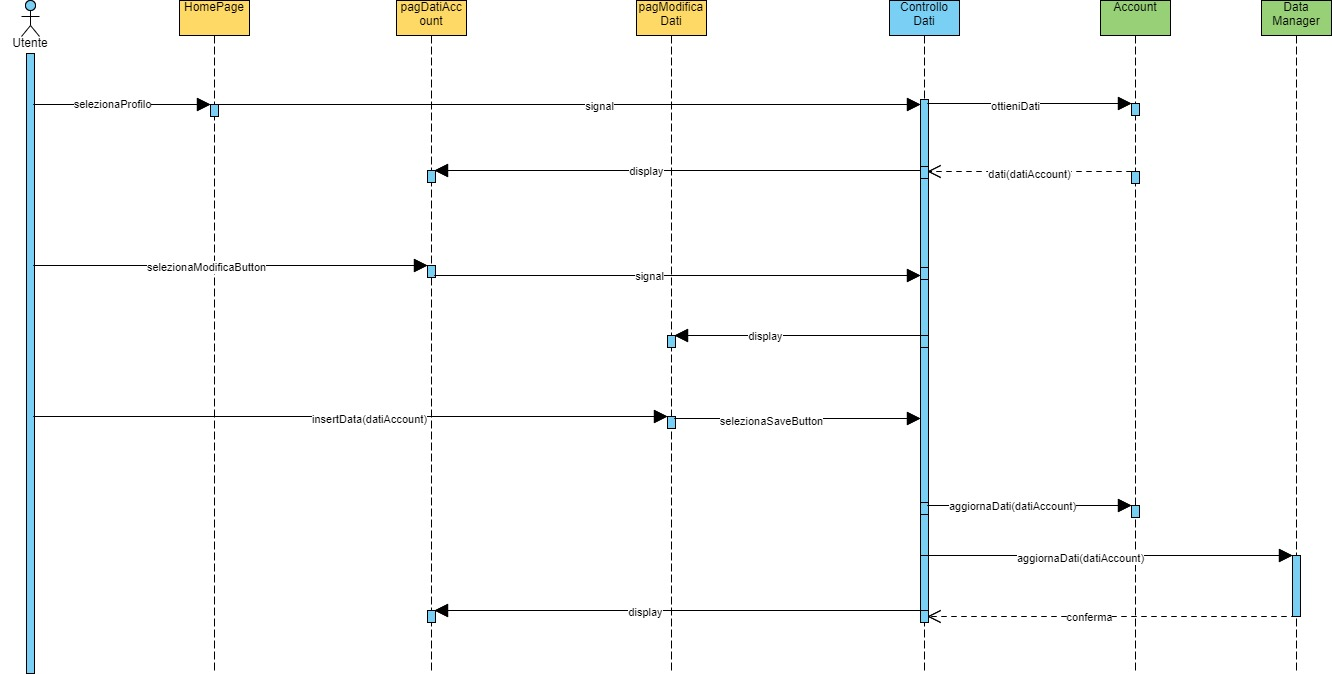 Utente
HomePage
pagDatiAcc
ount
pagModifica
Dati
Controllo
Dati
Account
Data
Manager
selezionaProfilo
signal
ottieniDati
display
dati(datiAccount)
selezionaModificaButton
signal
display
insertData(datiAccount)
selezionaSaveButton
aggiornaDati(datiAccount)
aggiornaDati(datiAccount)
display
conferma